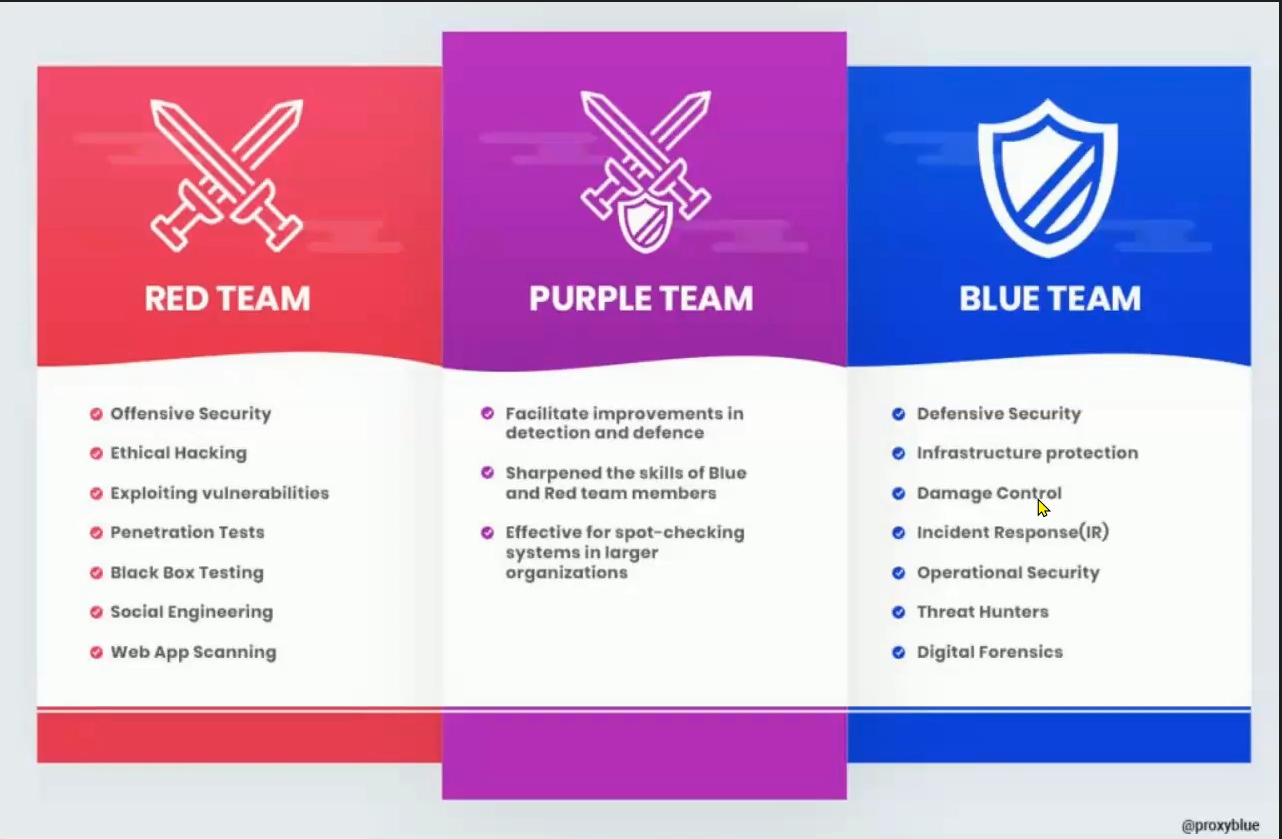 RED TEAM
Offensive Security
Ethical Hacking
Exploiting vulnerabilities
Penetration Tests
Black Box Testing
Social Engineering
Web App Scanning
PURPLE TEAM
Facilitate improvements in
detection and defence
Sharpened the skills of Blue
and Red team members
Effective for spot-checking
systems in larger
organizations
BLUE TEAM
Defensive Security
Infrastructure protection
Damage Control
Incident Response(IR)
Operational Security
Threat Hunters
Digital Forensics
@proxyblue